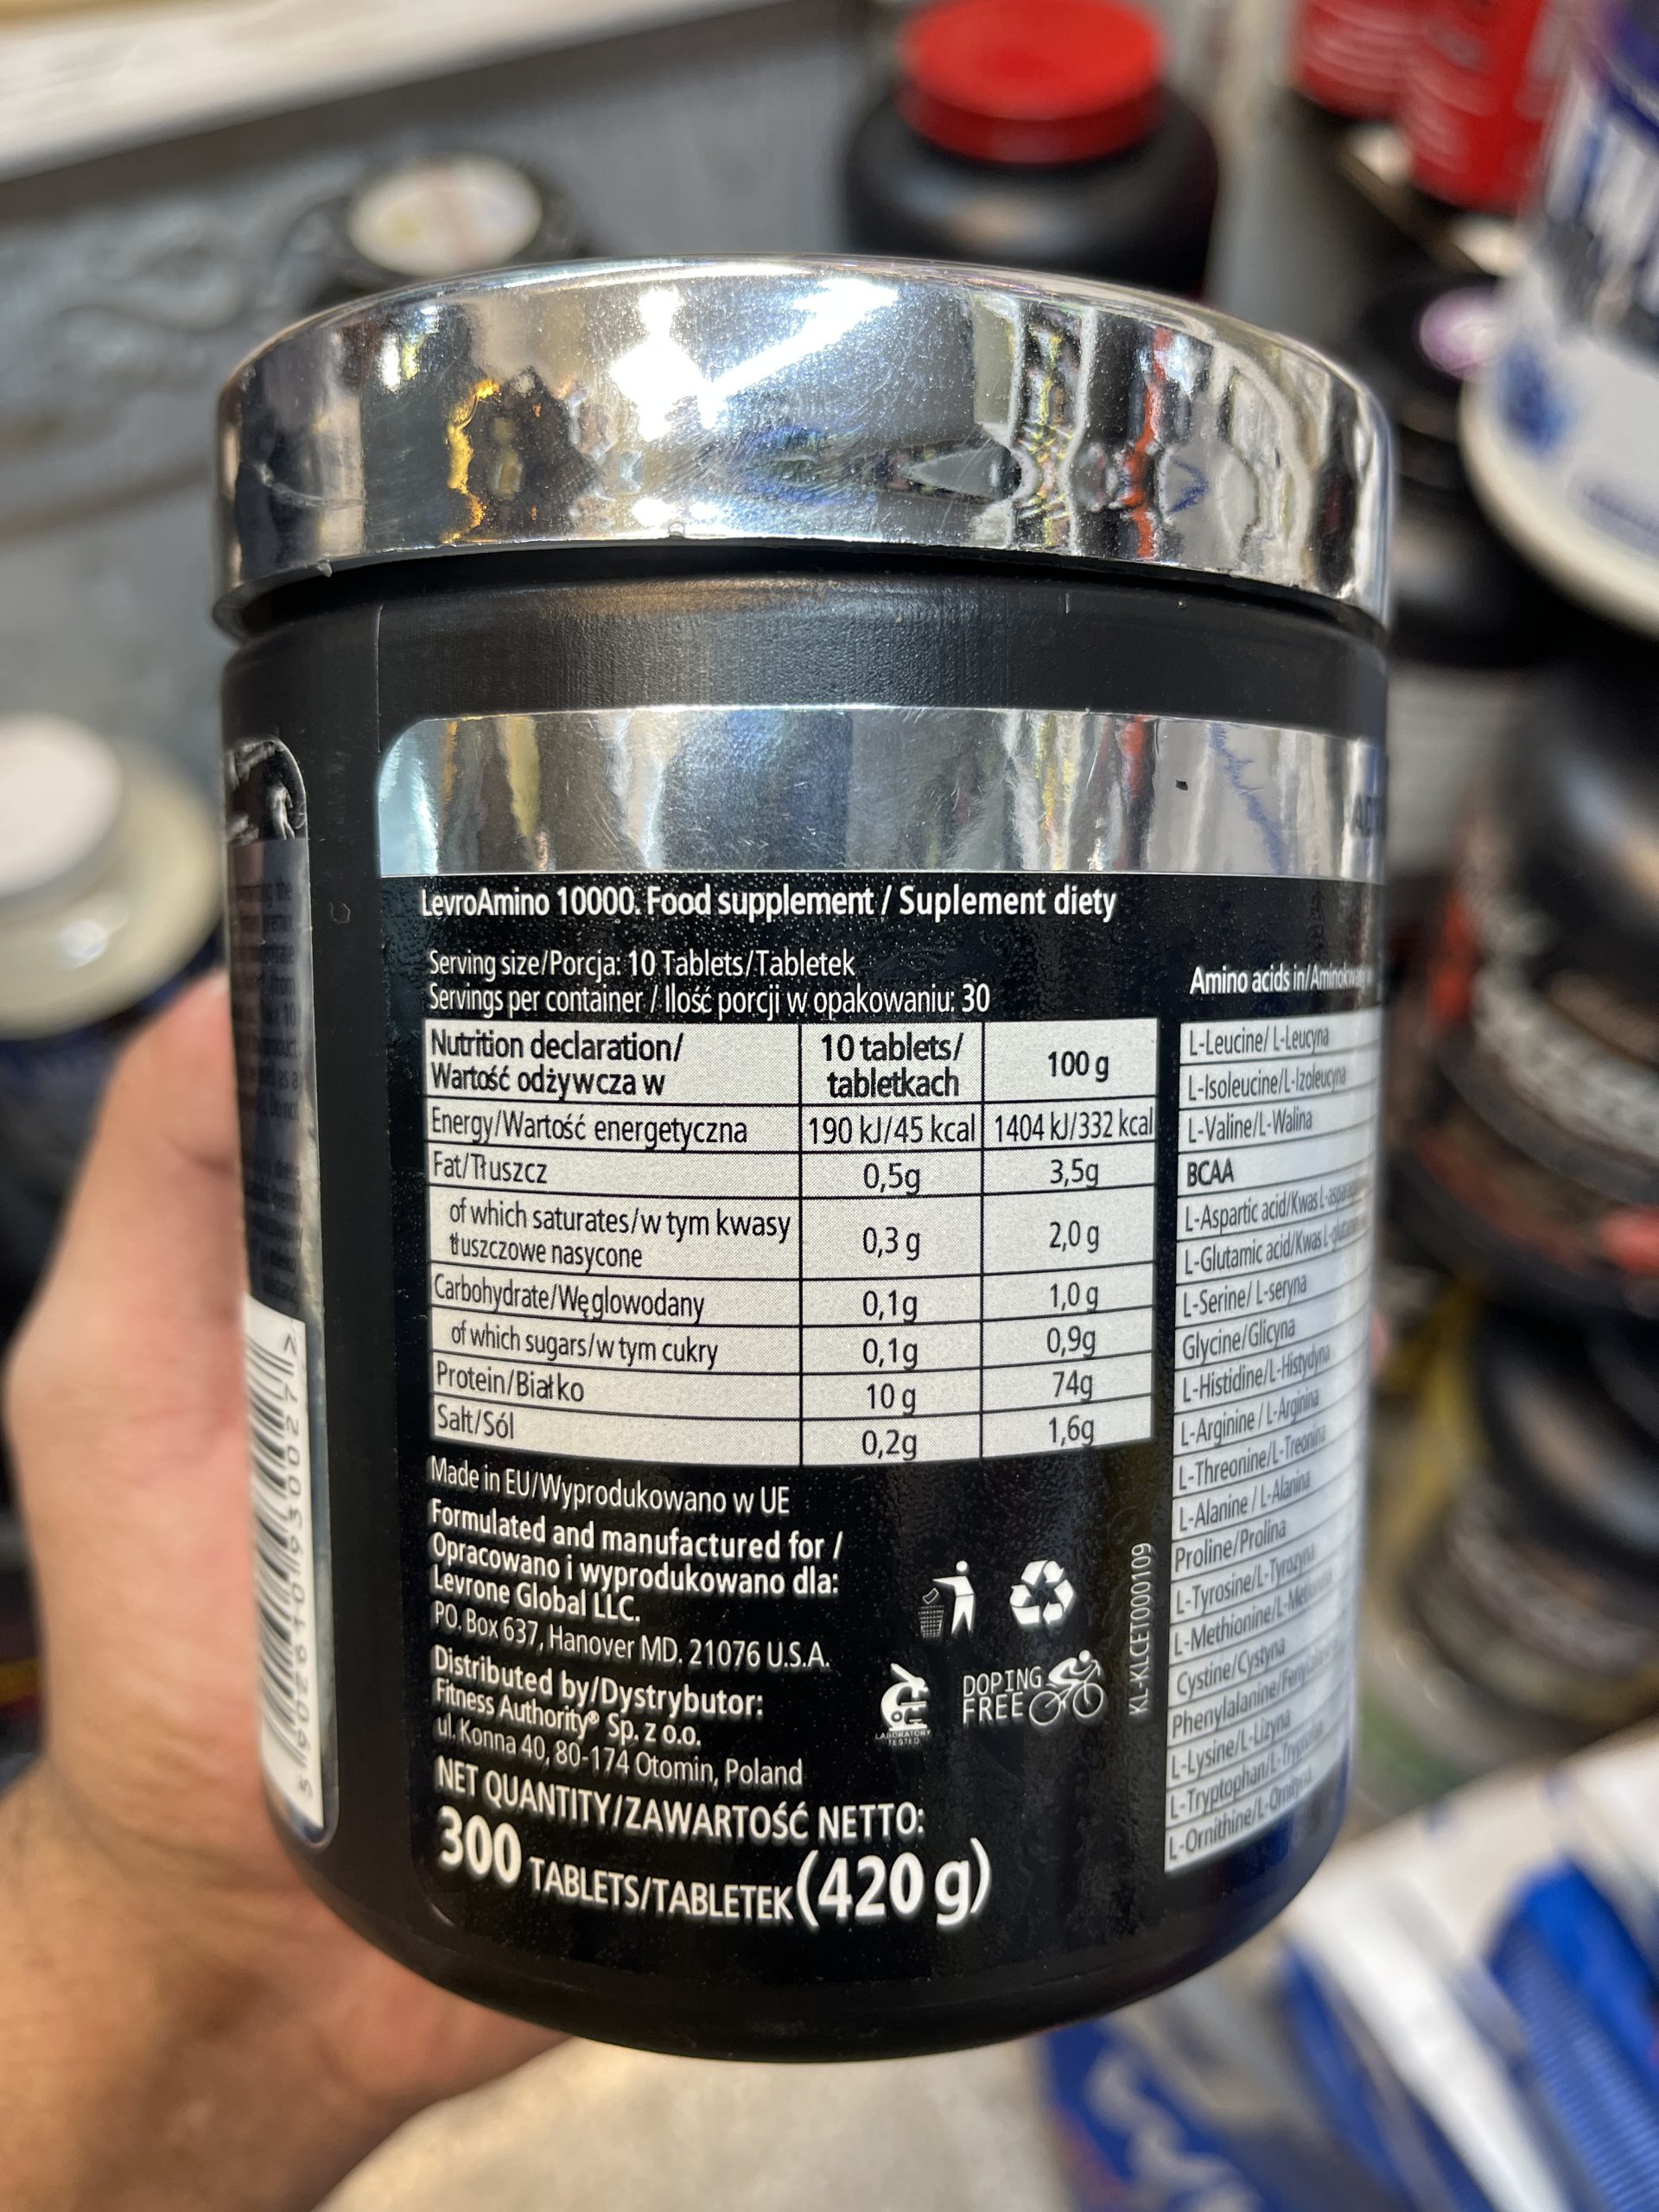 LevroAmino 10000. Food supplement / Suplement diety
Serving size/Porcja: 10 Tablets/Tabletek
Servings per container / Ilość porcji w opakowaniu: 30
Nutrition declaration/
Wartość odżywcza w
10 tablets/
tabletkach
100 g
Energy/Wartość energetyczna 190 kJ/45 kcal 1404 kJ/332 kcal
Fat/Tłuszcz 0,5g 3,5g
of which saturates/w tym kwasy
tłuszczowe nasycone 0,3 g 2,0 g
Carbohydrate/Węglowodany 0,1g 1,0 g
of which sugars/w tym cukry 0,1g 0,9g
Protein/Białko 10 g 74g
Salt/Sól 0,2g 1,6g
Made in EU/Wyprodukowano w UE
Formulated and manufactured for /
Opracowano i wyprodukowano dla:
Levrone Global LLC.
PO. Box 637, Hanover MD. 21076 U.S.A.
Distributed by/Dystrybutor:
Fitness Authority® Sp. z o.o.
ul. Konna 40, 80-174 Otomin, Poland
NET QUANTITY/ZAWARTOŚĆ NETTO:
300 TABLETS/TABLETEK (420 g)
LABORATORY
TESTED
DOPING
FREE
KL-KLCET000109
Amino acids in/
L-Leucine/ L-Leucyna
L-Isoleucine/L-Izoleucyna
L-Valine/L-Walina
BCAA
L-Aspartic acid/Kwas
L-Glutamic acid/Kwas
L-Serine/ L-seryna
Glycine/Glicyna
L-Histidine/L-Histydyna
L-Arginine / L-Arginina
L-Threonine/L-Treonina
L-Alanine / L-Alanina
Proline/Prolina
L-Tyrosine/L-Tyrozyna
L-Methionine/
Cystine/Cystyna
Phenylalanine/
L-Lysine/L-Lizyna
L-Tryptophan/
L-Ornithine/